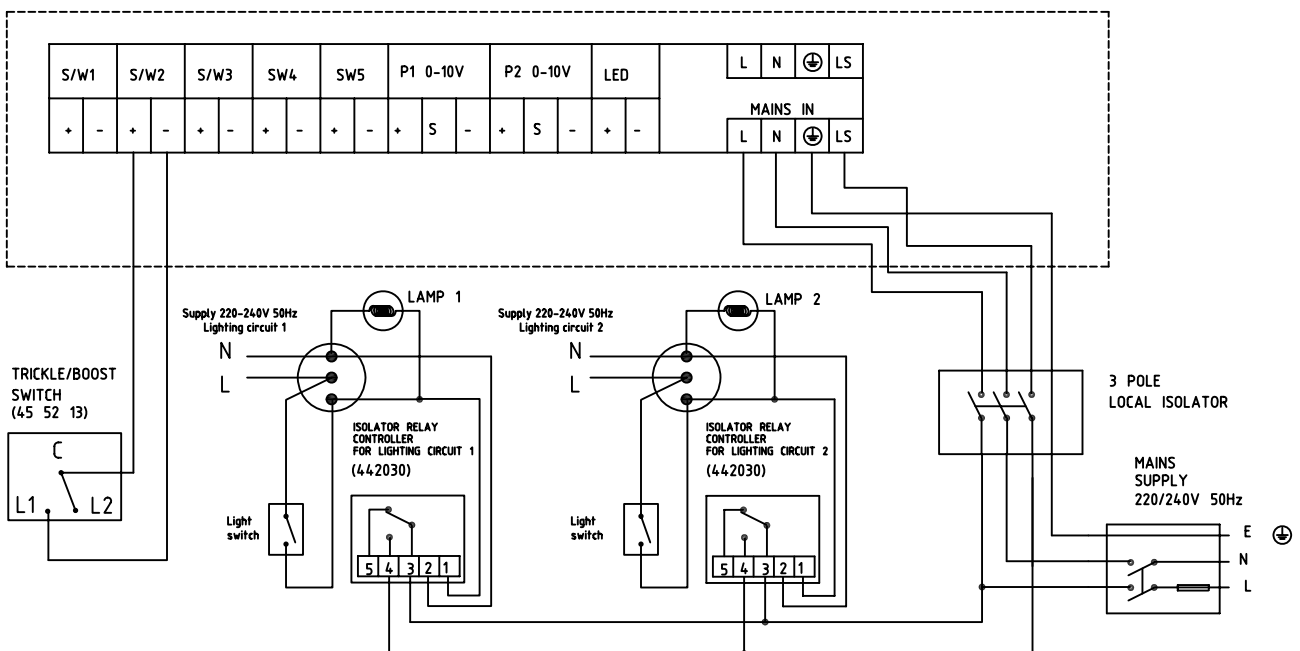 S/W1 S/W2 S/W3 SW4 SW5 P1 0-10V P2 0-10V LED
L N LS
+ - + - + - + - + - + S - + S - + -
MAINS IN
L N LS
LAMP 1
LAMP 2
Supply 220-240V 50Hz
Lighting circuit 1
N
L
Supply 220-240V 50Hz
Lighting circuit 2
N
L
TRICKLE/BOOST
SWITCH
(45 52 13)
C
L1 L2
3 POLE
LOCAL ISOLATOR
ISOLATOR RELAY
CONTROLLER
FOR LIGHTING CIRCUIT 1
(442030)
ISOLATOR RELAY
CONTROLLER
FOR LIGHTING CIRCUIT 2
(442030)
MAINS
SUPPLY
220/240V 50Hz
Light
switch
Light
switch
E
N
L
5 4 3 2 1
5 4 3 2 1